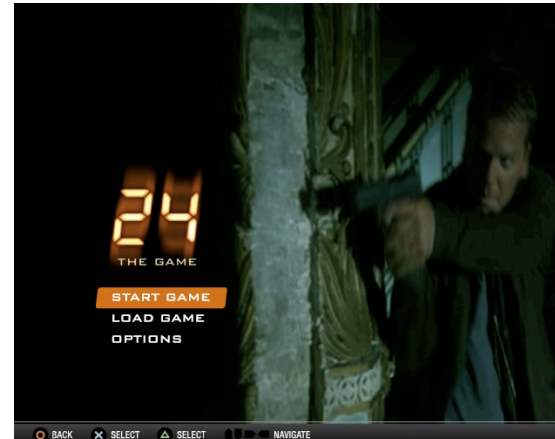 24
THE GAME
START GAME
LOAD GAME
OPTIONS
BACK SELECT SELECT NAVIGATE